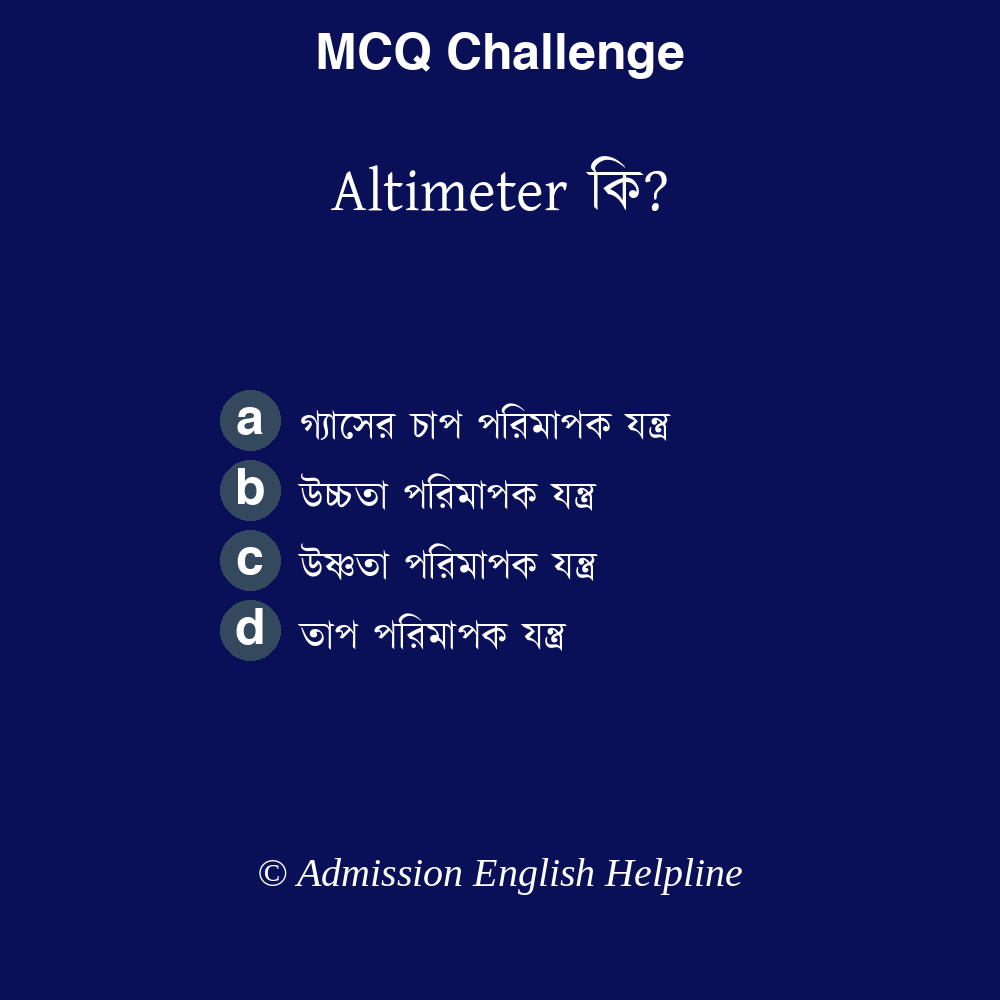 MCQ Challenge
Altimeter কি?
a গ্যাসের চাপ পরিমাপক যন্ত্র
b উচ্চতা পরিমাপক যন্ত্র
c উষ্ণতা পরিমাপক যন্ত্র
d তাপ পরিমাপক যন্ত্র
© Admission English Helpline